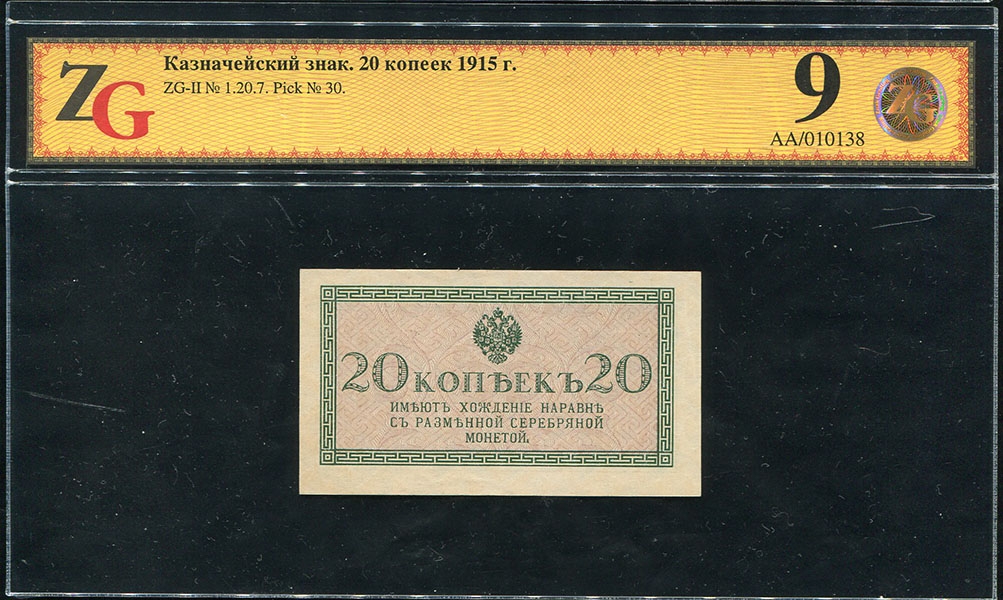 ZG
Казначейский знак. 20 копеек 1915 г.
ZG-II № 1.20.7. Pick № 30.
9
ZG
AA/010138
20 КОПѢЕКЪ 20
ИМѢЮТЪ ХОЖДЕНІЕ НАРАВНѢ
СЪ РАЗМѢННОЙ СЕРЕБРЯНОЙ
МОНЕТОЙ.